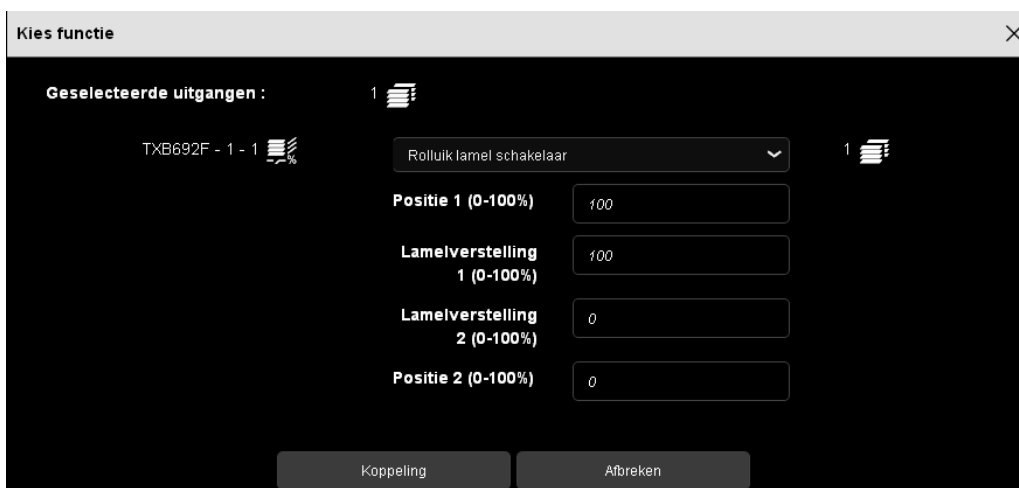 Kies functie
Geselecteerde uitgangen : 1
TXB692F - 1 - 1 % Rolluik lamel schakelaar 1
Positie 1 (0-100%) 100
Lamelverstelling
1 (0-100%) 100
Lamelverstelling
2 (0-100%) 0
Positie 2 (0-100%) 0
Koppeling Afbreken